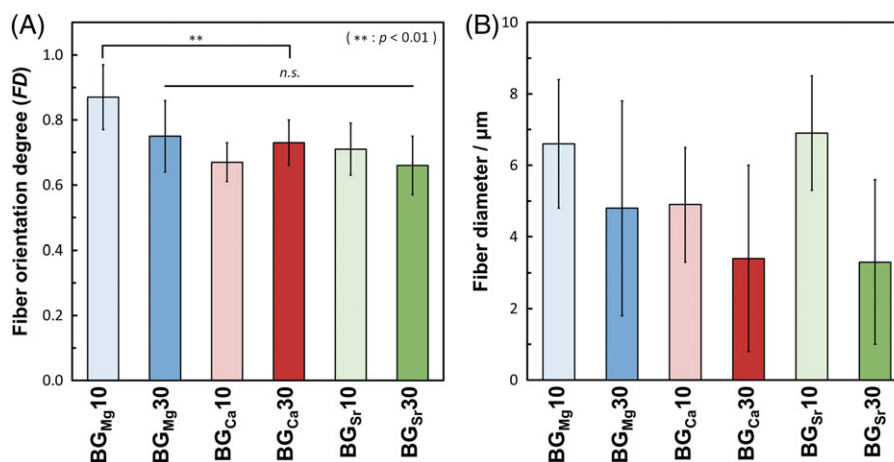 (A)
**
( ** : p < 0.01 )
n.s.
Fiber orientation degree (FD)
1.0
0.8
0.6
0.4
0.2
0.0
BGMg10
BGMg30
BGCa10
BGCa30
BGSr10
BGSr30
(B)
Fiber diameter / μm
10
8
6
4
2
0
BGMg10
BGMg30
BGCa10
BGCa30
BGSr10
BGSr30